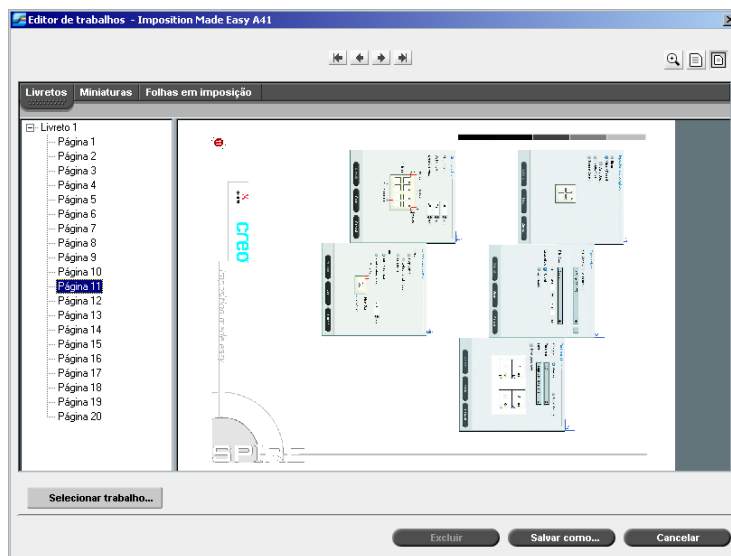 Editor de trabalhos - Imposition Made Easy A41
Livretos Miniaturas Folhas em imposição
Livreto 1
Página 1
Página 2
Página 3
Página 4
Página 5
Página 6
Página 7
Página 8
Página 9
Página 10
Página 11
Página 12
Página 13
Página 14
Página 15
Página 16
Página 17
Página 18
Página 19
Página 20
creo
SPIRE
Selecionar trabalho...
Excluir Salvar como... Cancelar